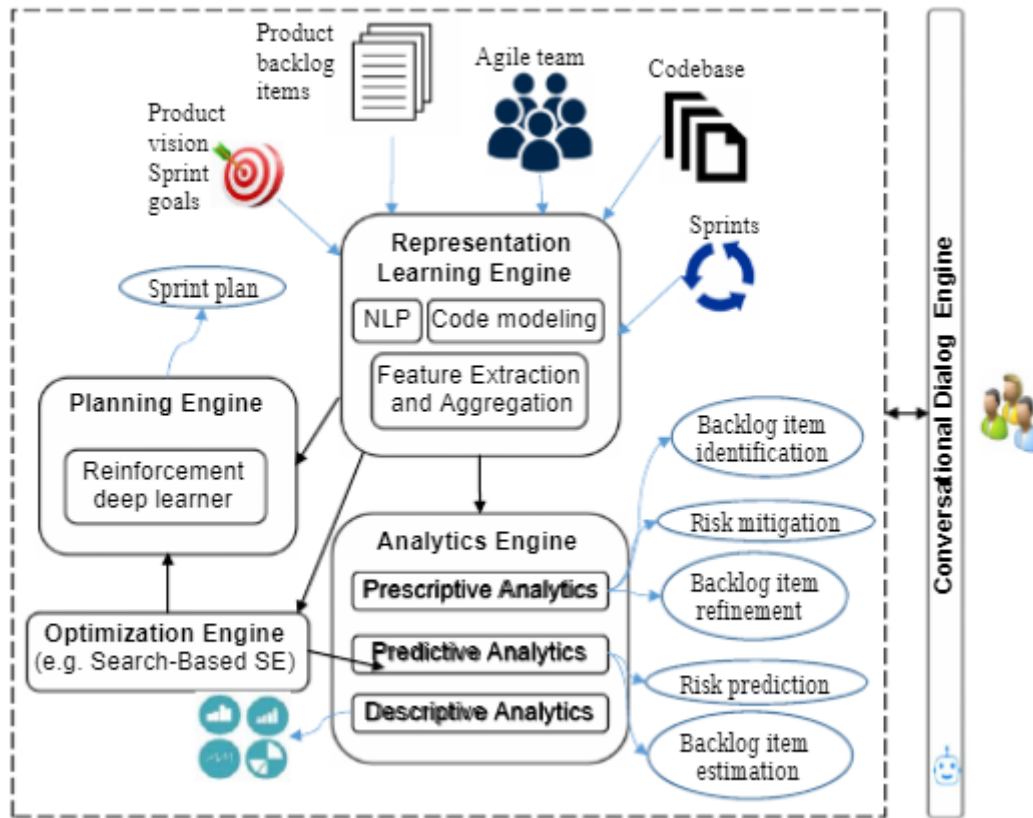 Product
backlog
items
Agile team
Codebase
Product
vision
Sprint
goals
Sprints
Representation
Learning Engine
NLP
Code modeling
Feature Extraction
and Aggregation
Sprint plan
Planning Engine
Reinforcement
deep learner
Analytics Engine
Prescriptive Analytics
Predictive Analytics
Descriptive Analytics
Optimization Engine
(e.g. Search-Based SE)
Backlog item
identification
Risk mitigation
Backlog item
refinement
Risk prediction
Backlog item
estimation
Conversational Dialog Engine